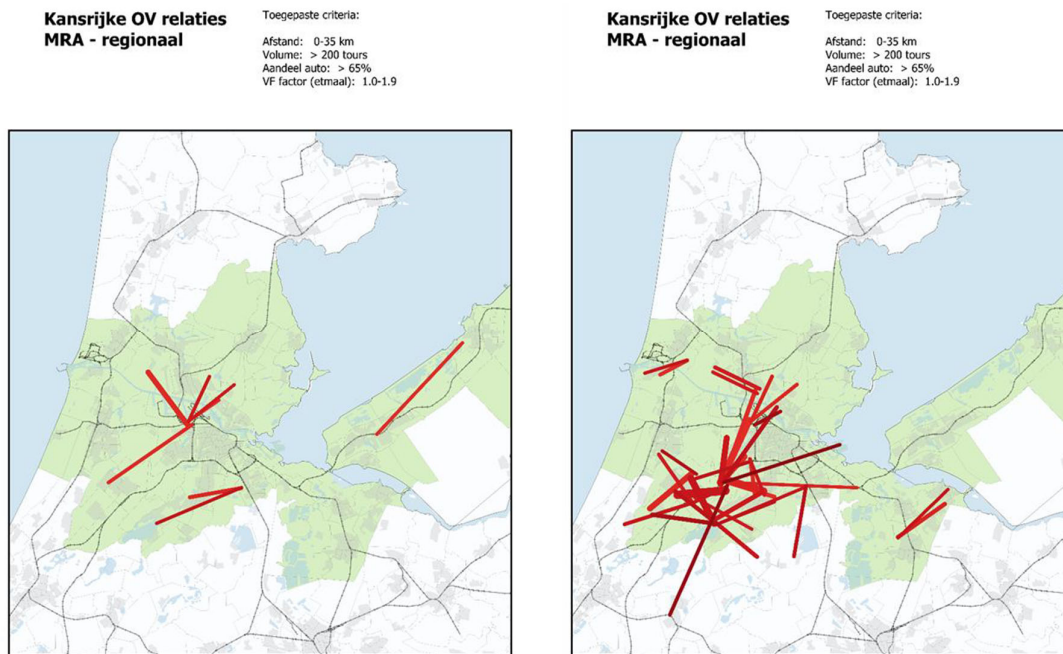 Kansrijke OV relaties
MRA - regionaal
Toegepaste criteria:
Afstand: 0-35 km
Volume: > 200 tours
Aandeel auto: > 65%
VF factor (etmaal): 1.0-1.9
Kansrijke OV relaties
MRA - regionaal
Toegepaste criteria:
Afstand: 0-35 km
Volume: > 200 tours
Aandeel auto: > 65%
VF factor (etmaal): 1.0-1.9